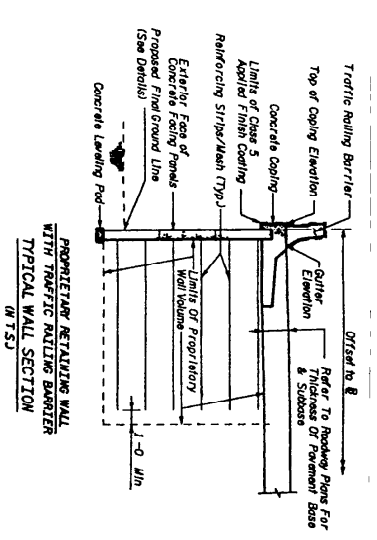 Traffic Railing Barrier
Top of Coping Elevation
Concrete Coping
Limits of Class 5
Applied Finish Coating
Reinforcing Strips/Mesh (Typ.)
Exterior Face of
Concrete Facing Panels
Proposed Final Ground Line
(See Details)
Concrete Leveling Pad
Offset to ℄
Gutter
Elevation
Refer To Roadway Plans For
Thickness Of Pavement Base
& Subbase
Limits Of Proprietary
Wall Volume
1'-0 Min
PROPRIETARY RETAINING WALL
WITH TRAFFIC RAILING BARRIER
TYPICAL WALL SECTION
(N T S)